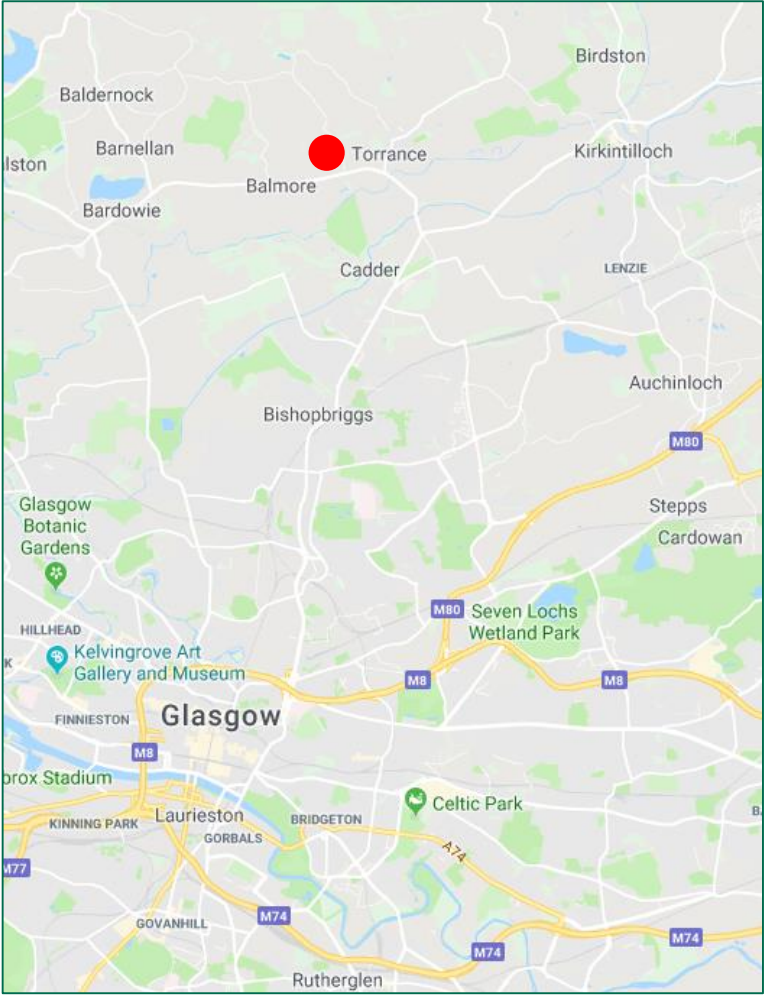 Birdston
Baldernock
Barnellan
Torrance
Kirkintilloch
lston
Balmore
Bardowie
Cadder
LENZIE
Auchinloch
Bishopbriggs
M80
Glasgow
Botanic
Gardens
Stepps
Cardowan
M80
Seven Lochs
Wetland Park
HILLHEAD
K
Kelvingrove Art
Gallery and Museum
M8
M8
FINNIESTON
Glasgow
M8
brox Stadium
Celtic Park
Laurieston
BRIDGETON
KINNING PARK
GORBALS
B
A74
M77
M74
GOVANHILL
M74
M74
Rutherglen